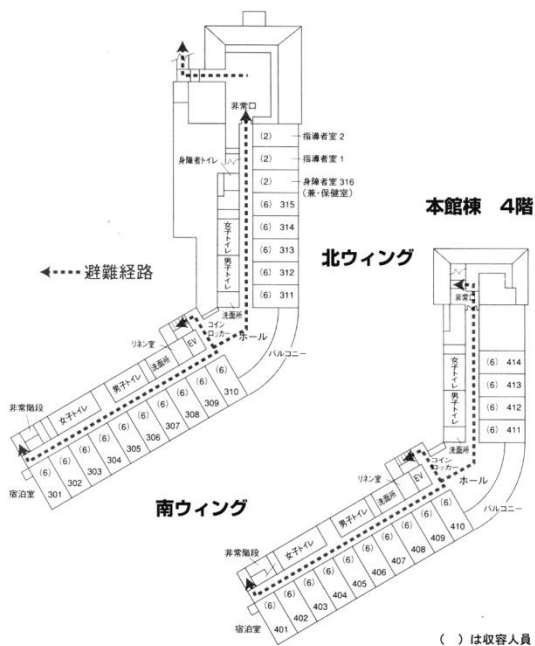 非常口
(2) 指導者室 2
(2) 指導者室 1
身障者トイレ
(2) 身障者室 316
(兼・保健室)
(6) 315
(6) 314
(6) 313
(6) 312
(6) 311
女子トイレ
男子トイレ
洗面所
北ウィング
避難経路
コイン
ロッカー
ホール
バルコニー
リネン室
EV
洗面所
男子トイレ
女子トイレ
非常階段
(6) 310
(6) 309
(6) 308
(6) 307
(6) 306
(6) 305
(6) 304
(6) 303
(6) 302
(6) 301
宿泊室
南ウィング
本館棟 4階
非常口
(6) 414
(6) 413
(6) 412
(6) 411
女子トイレ
男子トイレ
洗面所
コイン
ロッカー
ホール
バルコニー
リネン室
EV
洗面所
男子トイレ
女子トイレ
非常階段
(6) 410
(6) 409
(6) 408
(6) 407
(6) 406
(6) 405
(6) 404
(6) 403
(6) 402
(6) 401
宿泊室
( )は収容人員